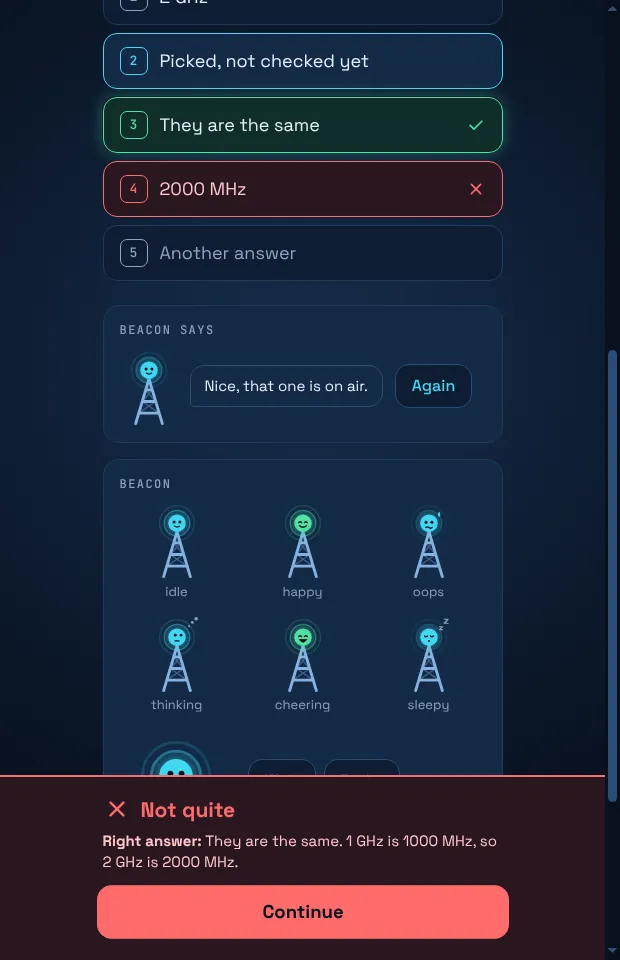 2 GHz
2
Picked, not checked yet
3
They are the same
4
2000 MHz
5
Another answer
BEACON SAYS
Nice, that one is on air.
Again
BEACON
idle
happy
oops
z
z
thinking
cheering
sleepy
Not quite
Right answer: They are the same. 1 GHz is 1000 MHz, so
2 GHz is 2000 MHz.
Continue